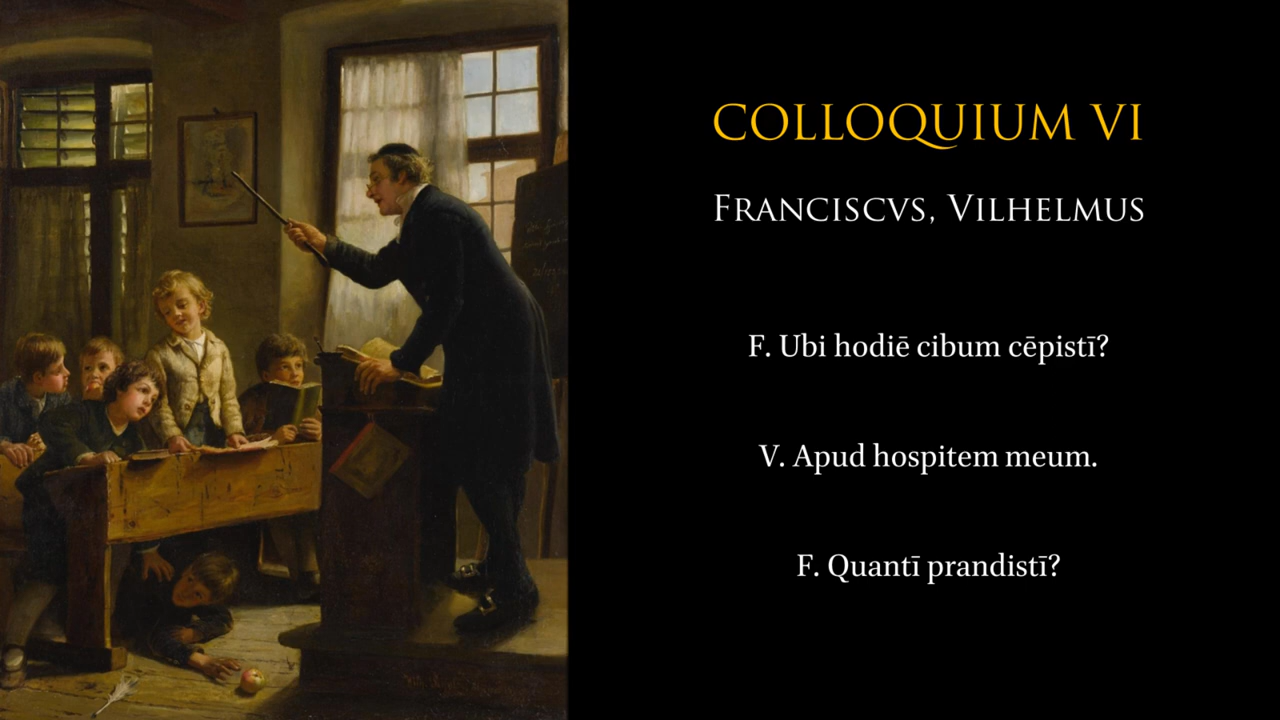 COLLOQUIUM VI
FRANCISCVS, VILHELMUS
F. Ubi hodiē cibum cēpistī?
V. Apud hospitem meum.
F. Quantī prandistī?